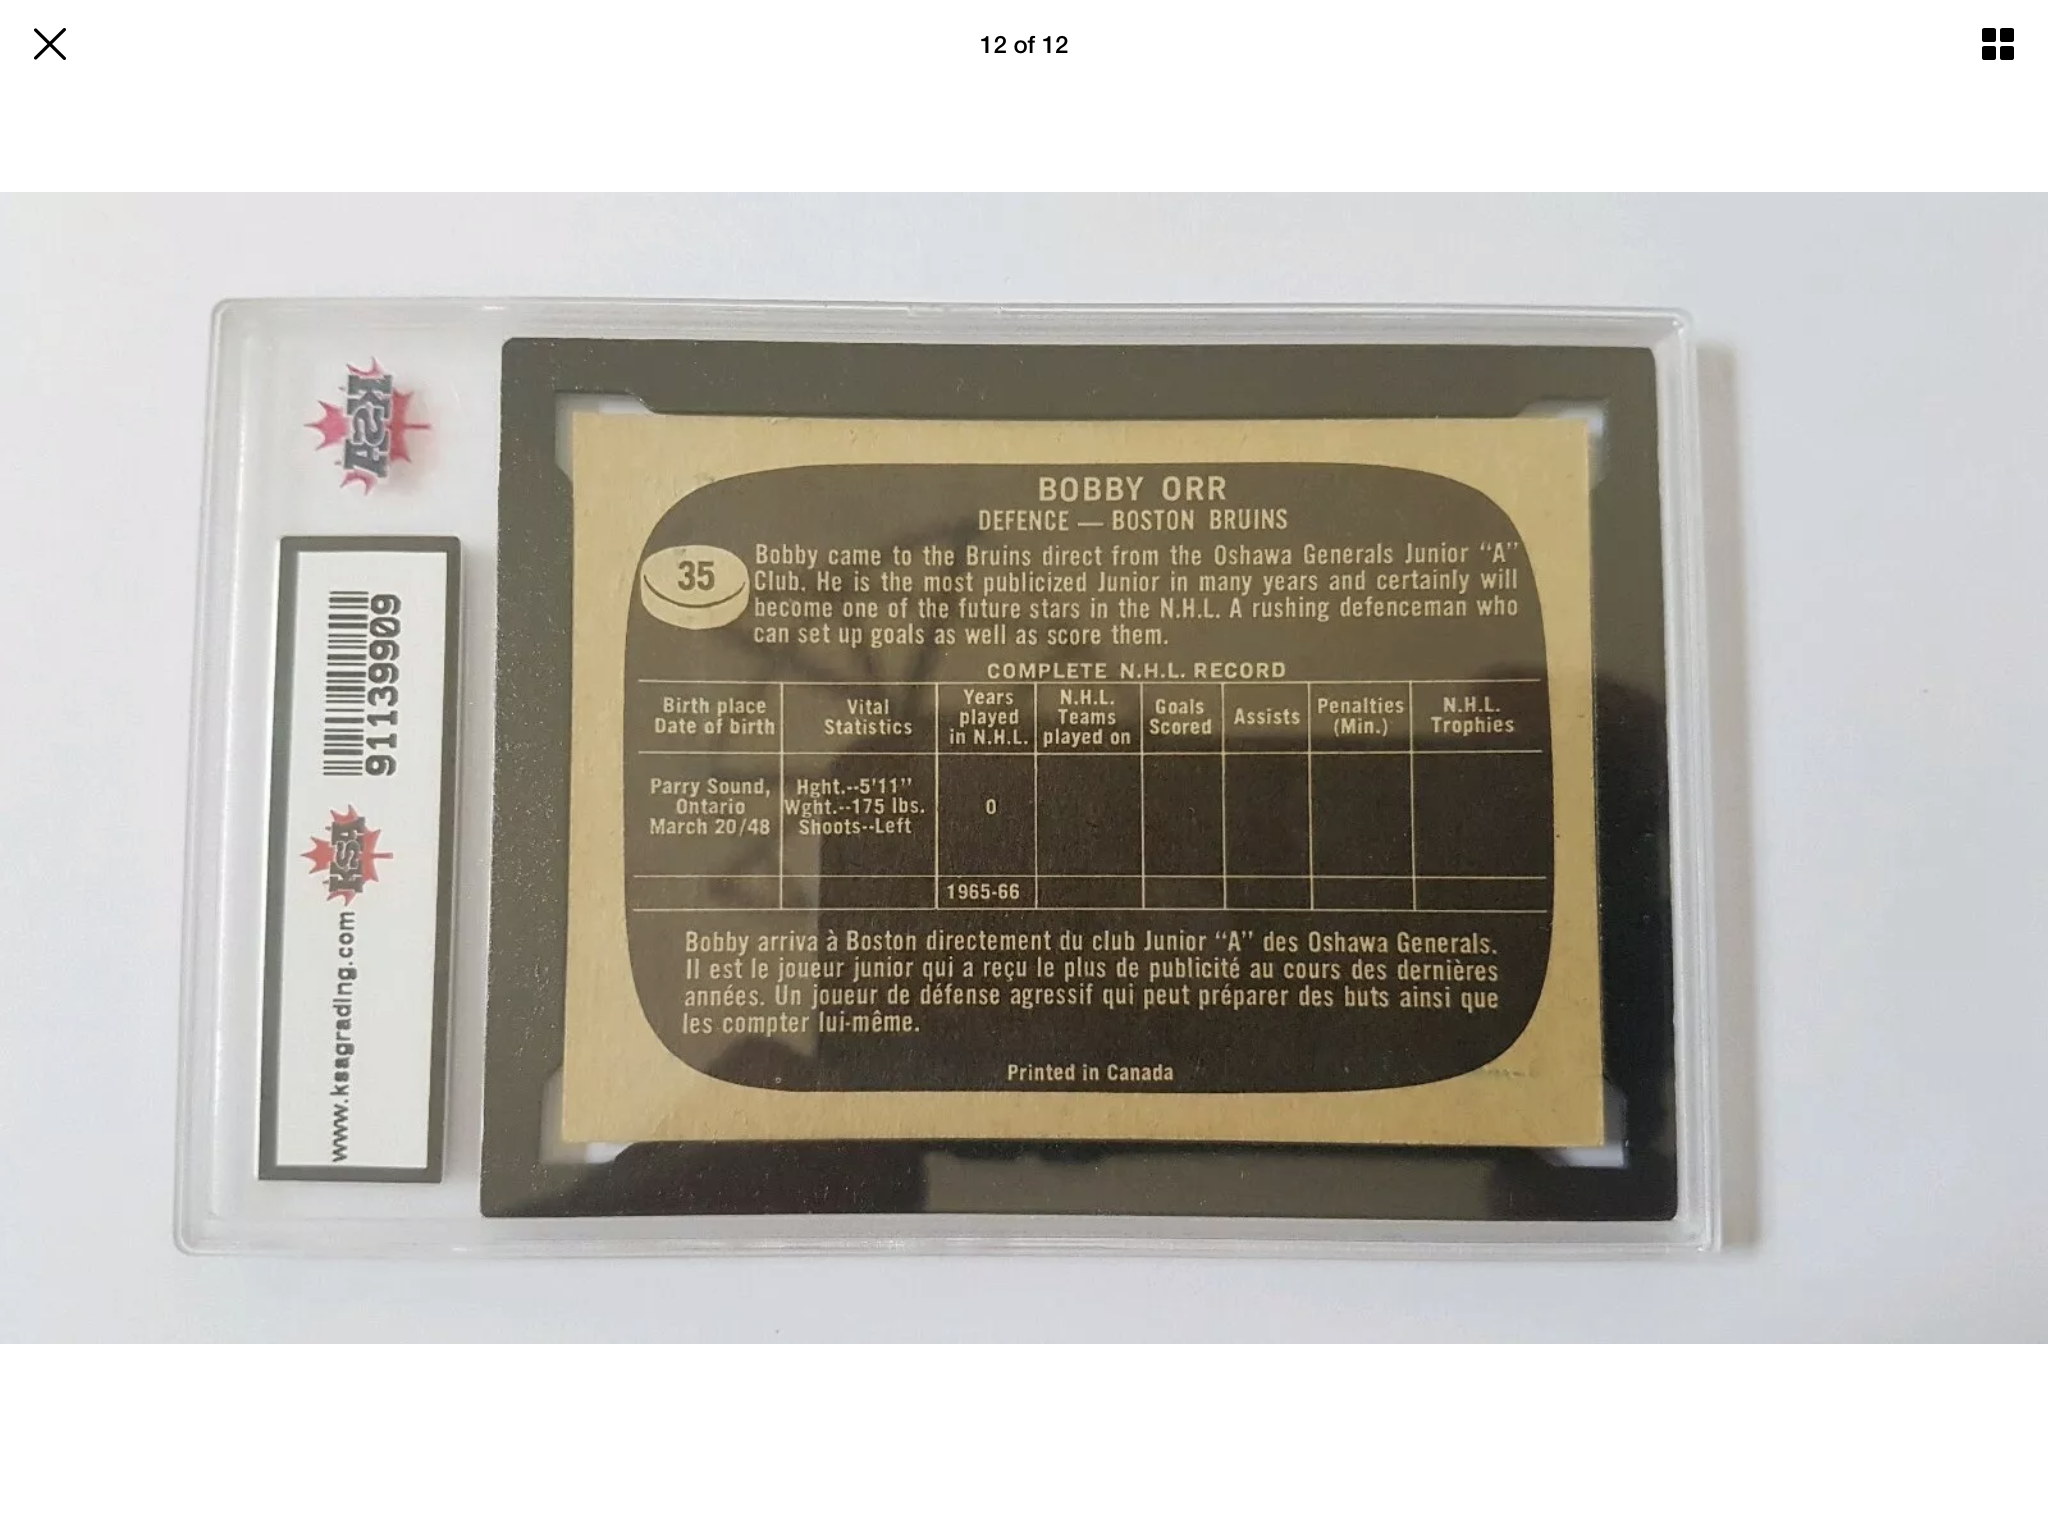 12 of 12
KSA
911399909
KSA
www.ksagrading.com
BOBBY ORR
DEFENCE — BOSTON BRUINS
35
Bobby came to the Bruins direct from the Oshawa Generals Junior “A”
Club. He is the most publicized Junior in many years and certainly will
become one of the future stars in the N.H.L. A rushing defenceman who
can set up goals as well as score them.
COMPLETE N.H.L. RECORD
Birth place
Date of birth
Vital
Statistics
Years
played
in N.H.L.
N.H.L.
Teams
played on
Goals
Scored
Assists
Penalties
(Min.)
N.H.L.
Trophies
Parry Sound,
Ontario
March 20/48
Hght.--5'11”
Wght.--175 lbs.
Shoots--Left
0
1965-66
Bobby arriva à Boston directement du club Junior “A” des Oshawa Generals.
Il est le joueur junior qui a reçu le plus de publicité au cours des dernières
années. Un joueur de défense agressif qui peut préparer des buts ainsi que
les compter lui-même.
Printed in Canada